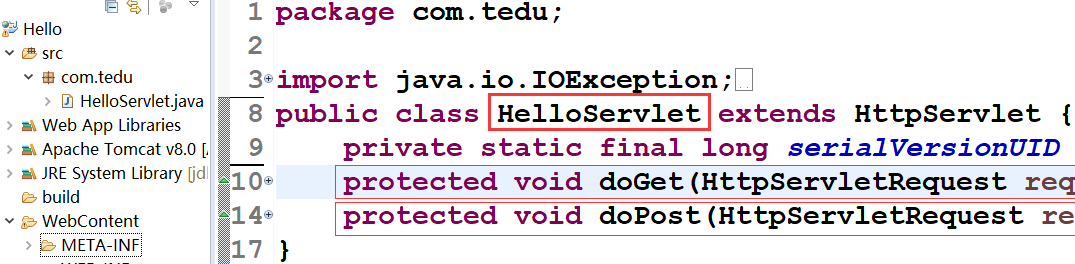 Hello
src
com.tedu
HelloServlet.java
Web App Libraries
Apache Tomcat v8.0 [
JRE System Library [jd
build
WebContent
META-INF
1 package com.tedu;
2
3 import java.io.IOException;
8 public class HelloServlet extends HttpServlet {
9 private static final long serialVersionUID
10 protected void doGet(HttpServletRequest req
14 protected void doPost(HttpServletRequest re
17 }